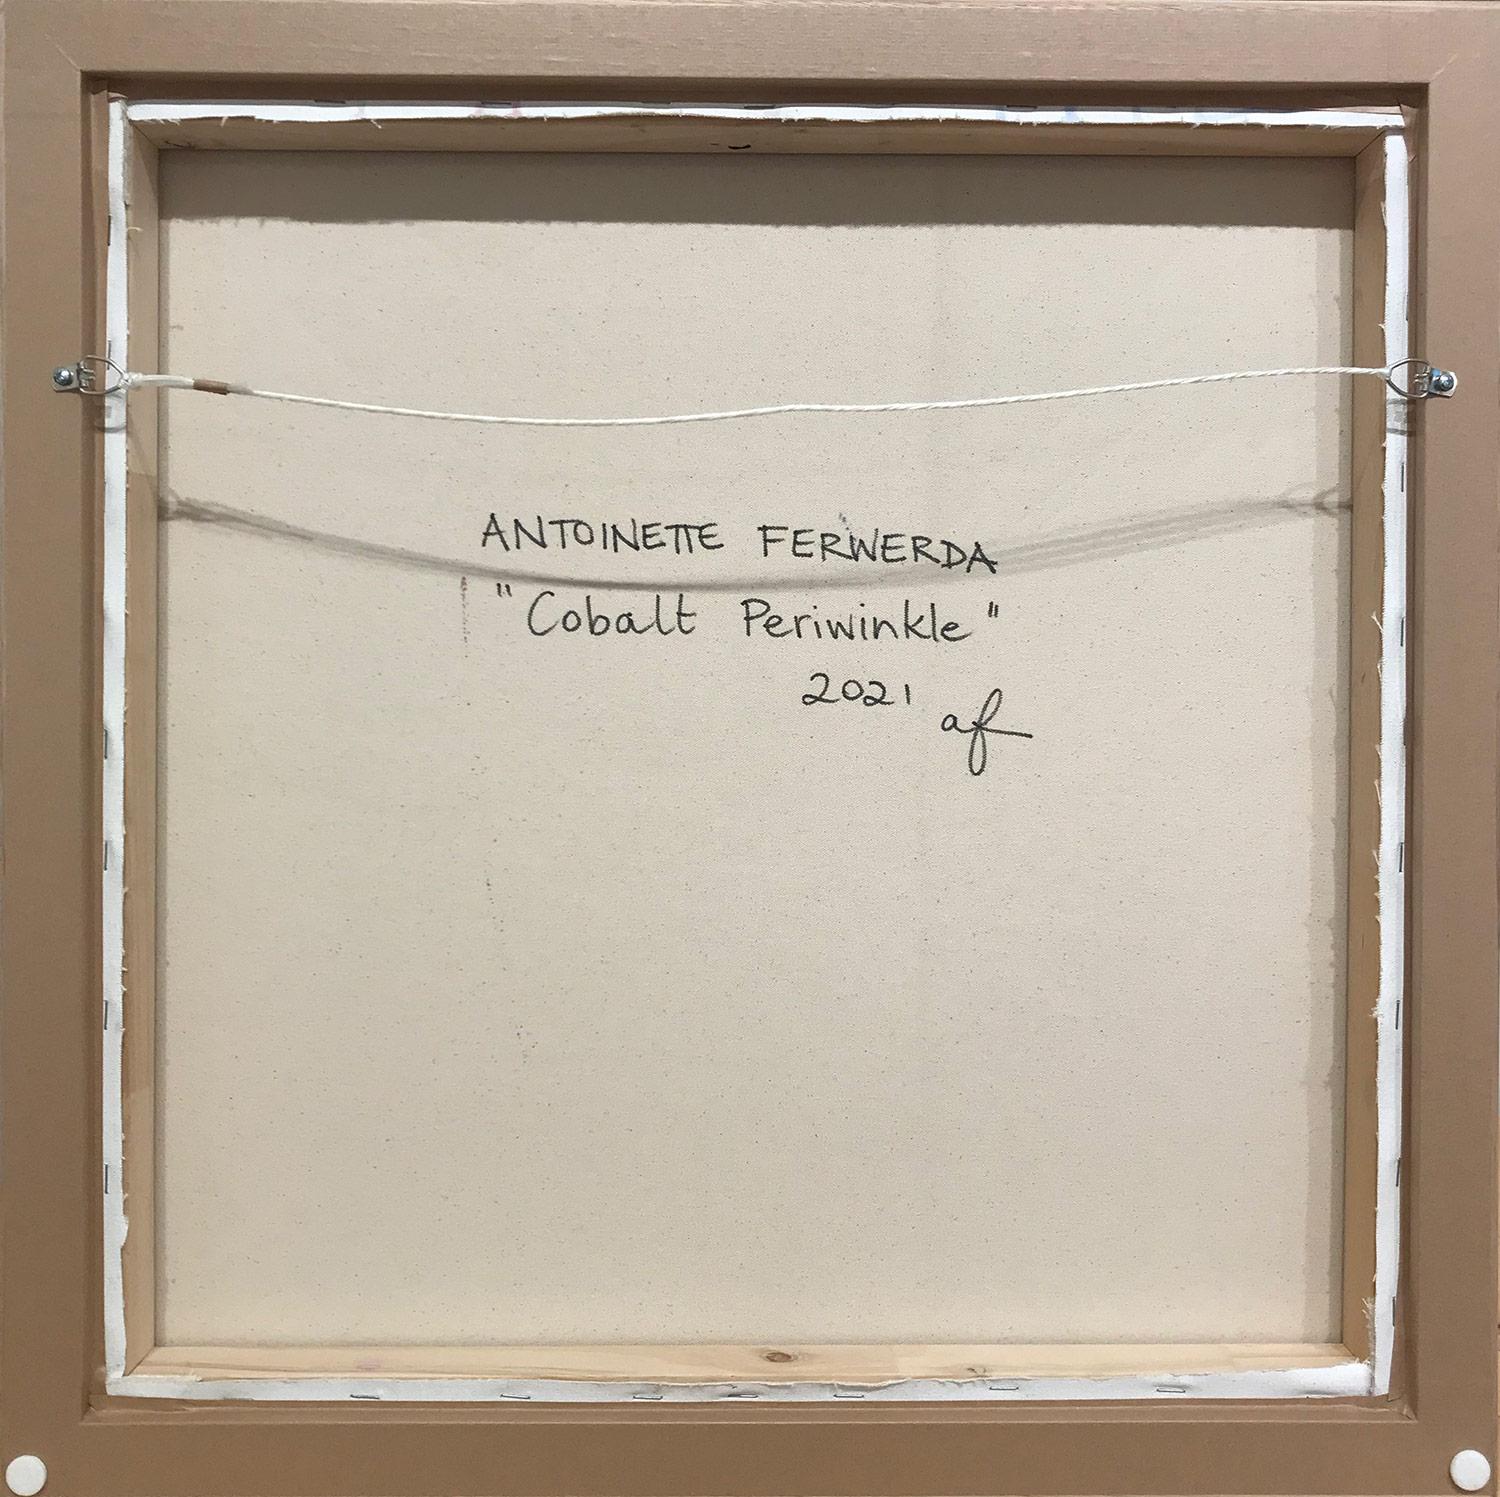 ANTOINETTE FERWERDA
"Cobalt Periwinkle"
2021 af